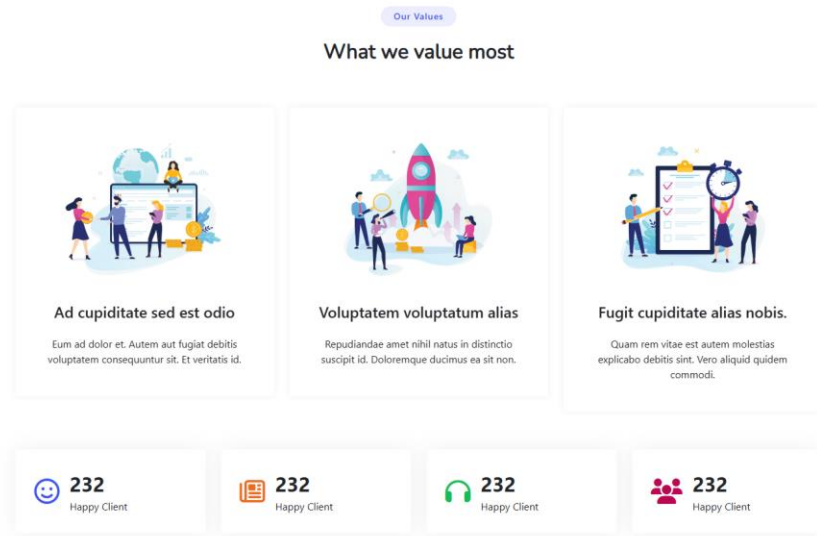 Our Values
What we value most
Ad cupiditate sed est odio
Eum ad dolor et. Autem aut fugiat debitis
voluptatem consequuntur sit. Et veritatis id.
Voluptatem voluptatum alias
Repudiandae amet nihil natus in distinctio
suscipit id. Doloremque ducimus ea sit non.
Fugit cupiditate alias nobis.
Quam rem vitae est autem molestias
explicabo debitis sint. Vero aliquid quidem
commodi.
232
Happy Client
232
Happy Client
232
Happy Client
232
Happy Client